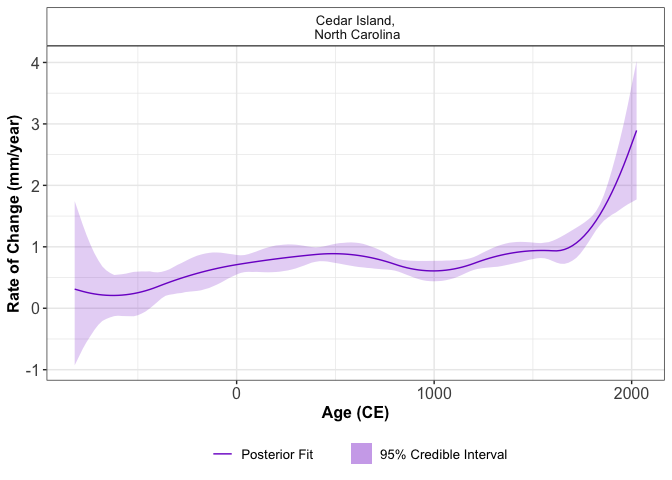 Cedar Island,
North Carolina
Rate of Change (mm/year)
4
3
2
1
0
-1
0 1000 2000
Age (CE)
Posterior Fit 95% Credible Interval